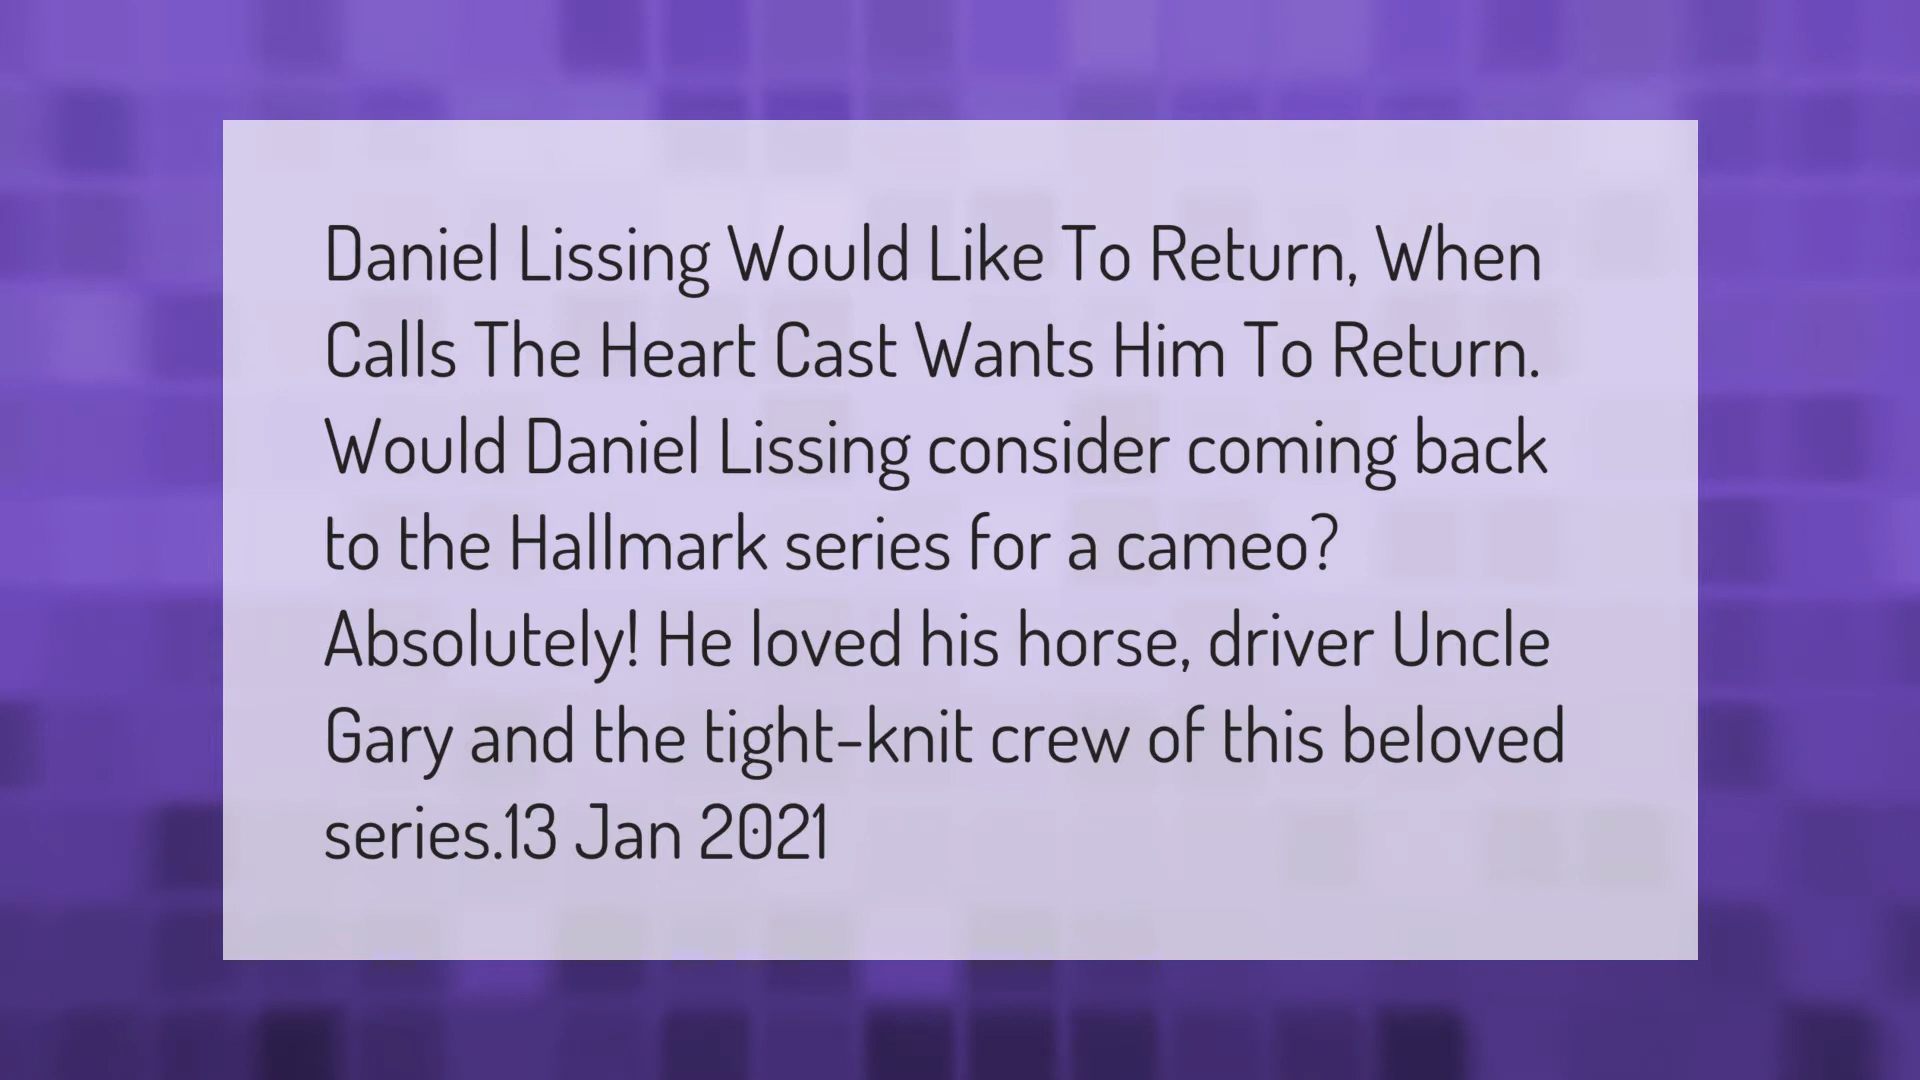 Daniel Lissing Would Like To Return, When
Calls The Heart Cast Wants Him To Return.
Would Daniel Lissing consider coming back
to the Hallmark series for a cameo?
Absolutely! He loved his horse, driver Uncle
Gary and the tight-knit crew of this beloved
series.13 Jan 2021